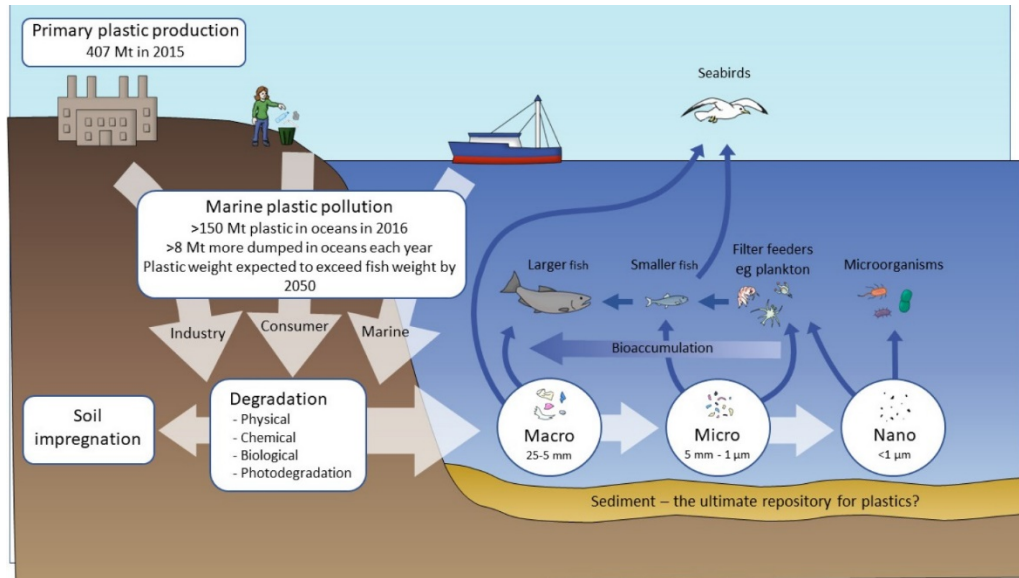 Primary plastic production
407 Mt in 2015
Seabirds
Marine plastic pollution
>150 Mt plastic in oceans in 2016
>8 Mt more dumped in oceans each year
Plastic weight expected to exceed fish weight by
2050
Larger fish
Smaller fish
Filter feeders
eg plankton
Microorganisms
Industry
Consumer
Marine
Bioaccumulation
Soil
impregnation
Degradation
- Physical
- Chemical
- Biological
- Photodegradation
Macro
25-5 mm
Micro
5 mm - 1 µm
Nano
<1 µm
Sediment – the ultimate repository for plastics?